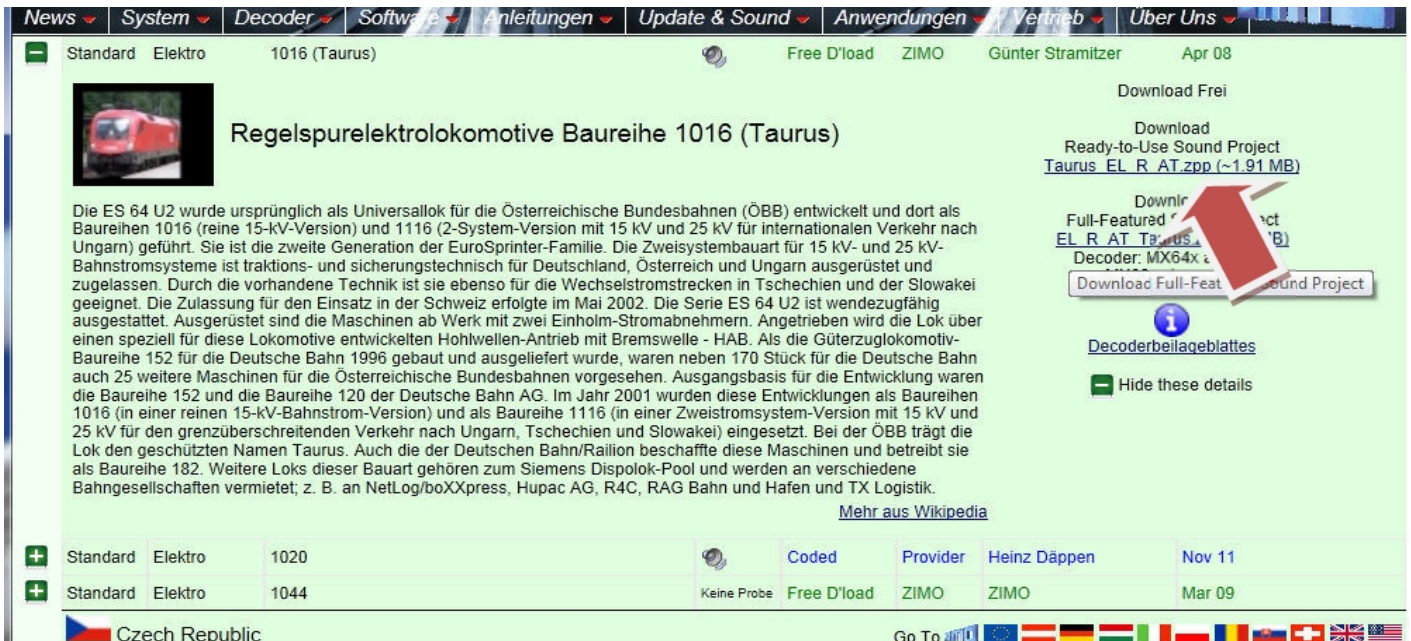 News System Decoder Software Anleitungen Update & Sound Anwendungen Vertrieb Über Uns
Standard Elektro 1016 (Taurus) Free D'load ZIMO Günter Stramitzer Apr 08
Download Frei
Regelspurelektrolokomotive Baureihe 1016 (Taurus)
Download
Ready-to-Use Sound Project
Taurus_EL_R_AT.zpp (~1.91 MB)
Full-Featured
EL_R_AT_Taurus
Decoder: MX64x
Download Full-Feat Sound Project
Decoderbeilageblattes
Hide these details
Die ES 64 U2 wurde ursprünglich als Universallok für die Österreichische Bundesbahnen (ÖBB) entwickelt und dort als
Baureihen 1016 (reine 15-kV-Version) und 1116 (2-System-Version mit 15 kV und 25 kV für internationalen Verkehr nach
Ungarn) geführt. Sie ist die zweite Generation der EuroSprinter-Familie. Die Zweisystembauart für 15 kV- und 25 kV-
Bahnstromsysteme ist traktions- und sicherungstechnisch für Deutschland, Österreich und Ungarn ausgerüstet und
zugelassen. Durch die vorhandene Technik ist sie ebenso für die Wechselstromstrecken in Tschechien und der Slowakei
geeignet. Die Zulassung für den Einsatz in der Schweiz erfolgte im Mai 2002. Die Serie ES 64 U2 ist wendezugfähig
ausgestattet. Ausgerüstet sind die Maschinen ab Werk mit zwei Einholm-Stromabnehmern. Angetrieben wird die Lok über
einen speziell für diese Lokomotive entwickelten Hohlwellen-Antrieb mit Bremswelle - HAB. Als die Güterzuglokomotiv-
Baureihe 152 für die Deutsche Bahn 1996 gebaut und ausgeliefert wurde, waren neben 170 Stück für die Deutsche Bahn
auch 25 weitere Maschinen für die Österreichische Bundesbahnen vorgesehen. Ausgangsbasis für die Entwicklung waren
die Baureihe 152 und die Baureihe 120 der Deutsche Bahn AG. Im Jahr 2001 wurden diese Entwicklungen als Baureihen
1016 (in einer reinen 15-kV-Bahnstrom-Version) und als Baureihe 1116 (in einer Zweistromsystem-Version mit 15 kV und
25 kV für den grenzüberschreitenden Verkehr nach Ungarn, Tschechien und Slowakei) eingesetzt. Bei der ÖBB trägt die
Lok den geschützten Namen Taurus. Auch die der Deutschen Bahn/Railion beschaffte diese Maschinen und betreibt sie
als Baureihe 182. Weitere Loks dieser Bauart gehören zum Siemens Dispolok-Pool und werden an verschiedene
Bahngesellschaften vermietet; z. B. an NetLog/boXXpress, Hupac AG, R4C, RAG Bahn und Hafen und TX Logistik.
Mehr aus Wikipedia
Standard Elektro 1020 Coded Provider Heinz Däppen Nov 11
Standard Elektro 1044 Keine Probe Free D'load ZIMO ZIMO Mar 09
Czech Republic Go To